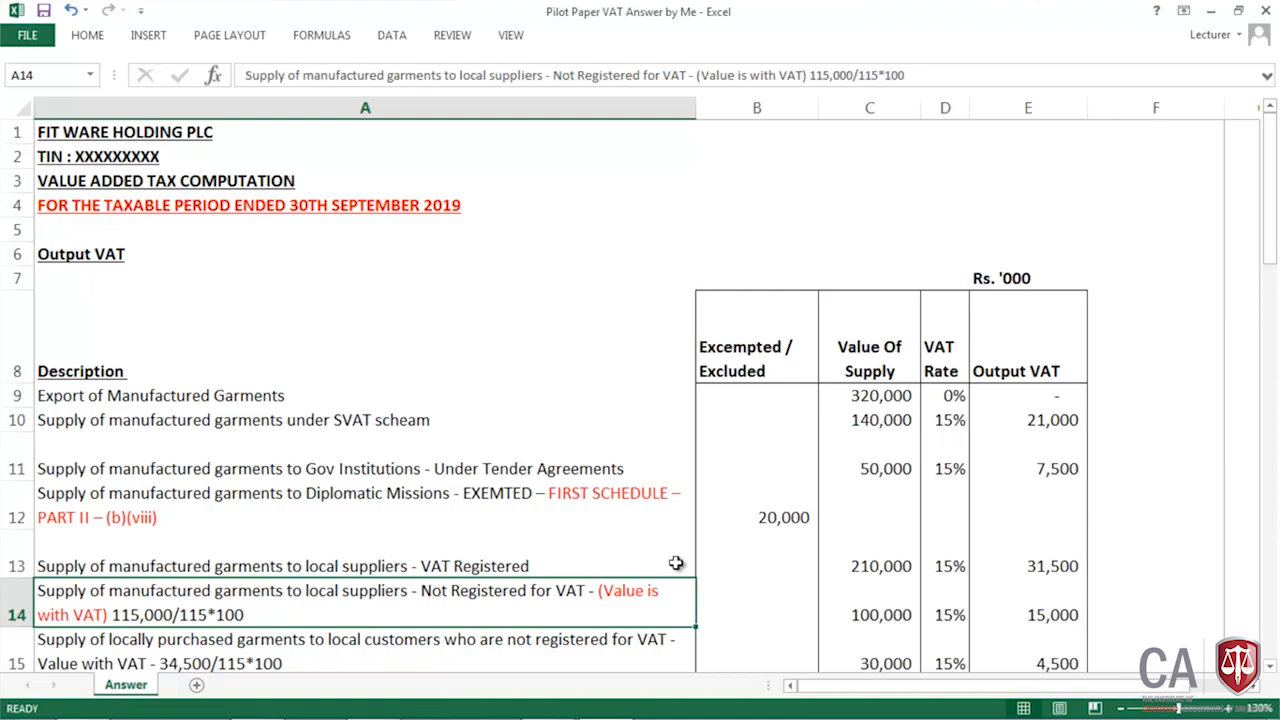 Pilot Paper VAT Answer by Me - Excel
?
FILE HOME INSERT PAGE LAYOUT FORMULAS DATA REVIEW VIEW Lecturer
A14 fx Supply of manufactured garments to local suppliers - Not Registered for VAT - (Value is with VAT) 115,000/115*100
A B C D E F
1 FIT WARE HOLDING PLC
2 TIN : XXXXXXXXX
3 VALUE ADDED TAX COMPUTATION
4 FOR THE TAXABLE PERIOD ENDED 30TH SEPTEMBER 2019
5
6 Output VAT
7 Rs. '000
Excempted / Value Of VAT
8 Description Excluded Supply Rate Output VAT
9 Export of Manufactured Garments 320,000 0% -
10 Supply of manufactured garments under SVAT scheam 140,000 15% 21,000
11 Supply of manufactured garments to Gov Institutions - Under Tender Agreements 50,000 15% 7,500
Supply of manufactured garments to Diplomatic Missions - EXEMTED – FIRST SCHEDULE –
12 PART II – (b)(viii) 20,000
13 Supply of manufactured garments to local suppliers - VAT Registered 210,000 15% 31,500
Supply of manufactured garments to local suppliers - Not Registered for VAT - (Value is
14 with VAT) 115,000/115*100 100,000 15% 15,000
Supply of locally purchased garments to local customers who are not registered for VAT -
15 Value with VAT - 34,500/115*100 30,000 15% 4,500
CA
Answer
READY 130%